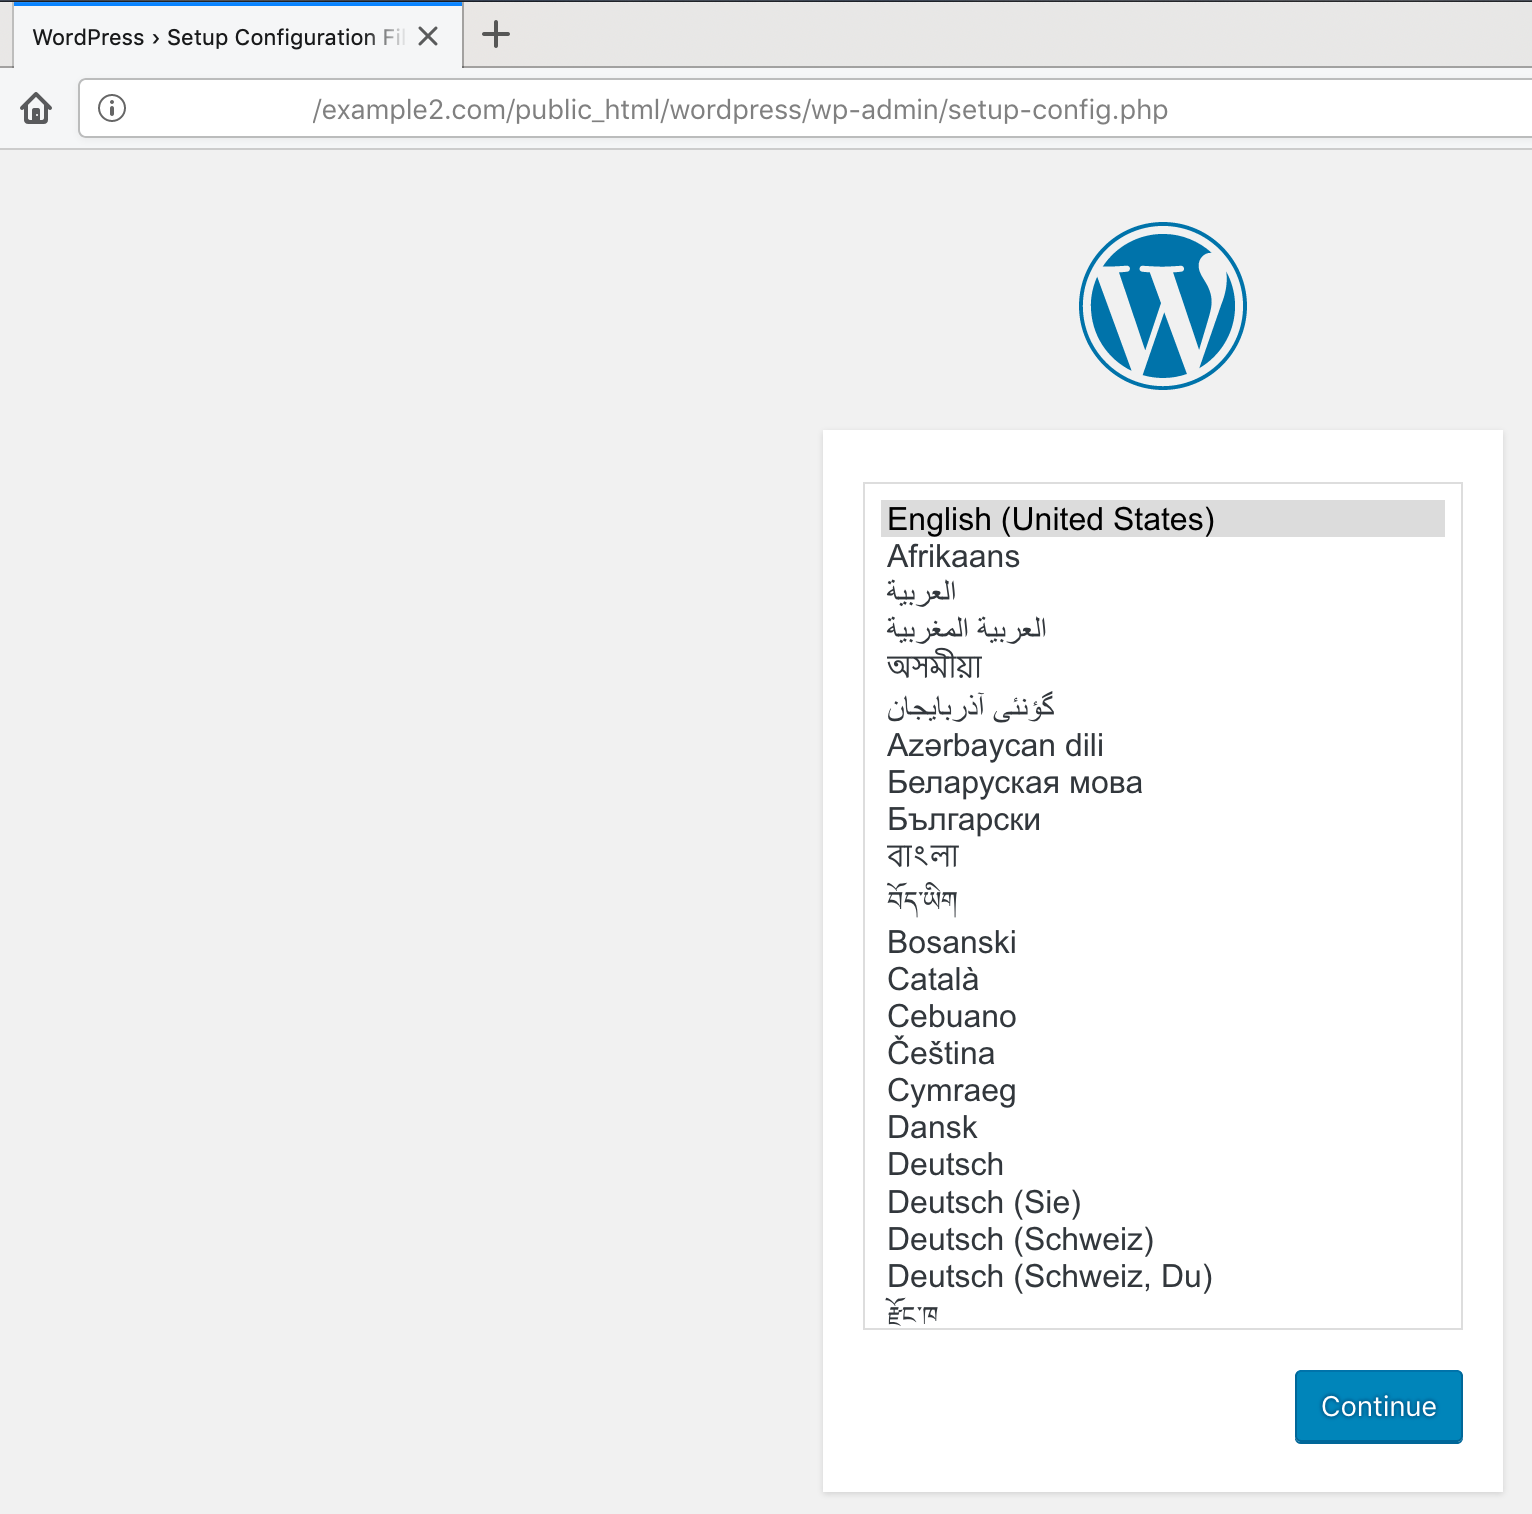 WordPress › Setup Configuration Fil
/example2.com/public_html/wordpress/wp-admin/setup-config.php
English (United States)
Afrikaans
العربية
العربية المغربية
অসমীয়া
گؤنئی آذربایجان
Azərbaycan dili
Беларуская мова
Български
বাংলা
བོད་ཡིག
Bosanski
Català
Cebuano
Čeština
Cymraeg
Dansk
Deutsch
Deutsch (Sie)
Deutsch (Schweiz)
Deutsch (Schweiz, Du)
རྫོང་ཁ
Continue